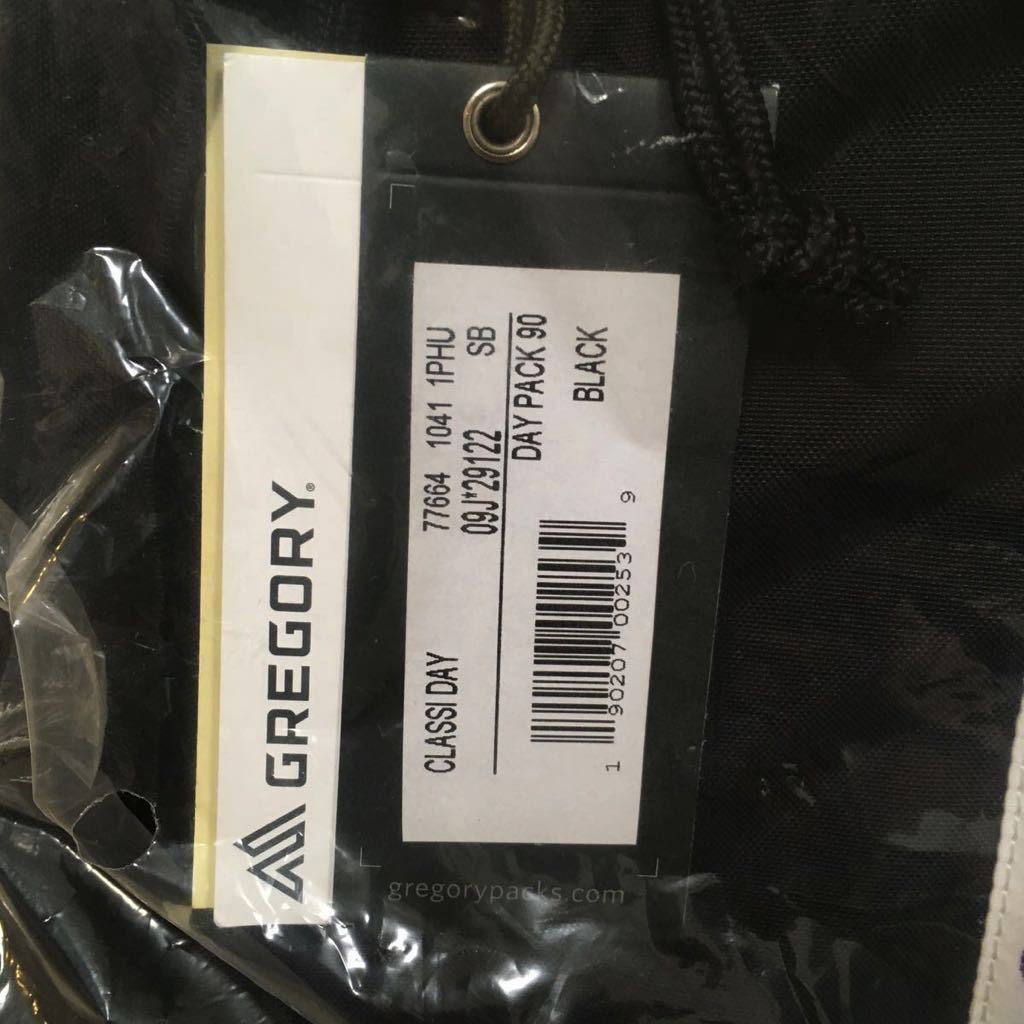 GREGORY®
CLASSI DAY 77664 1041 1PHU
09J*29122 SB
DAY PACK 90
BLACK
1 90207 00253 9
gregorypacks.com